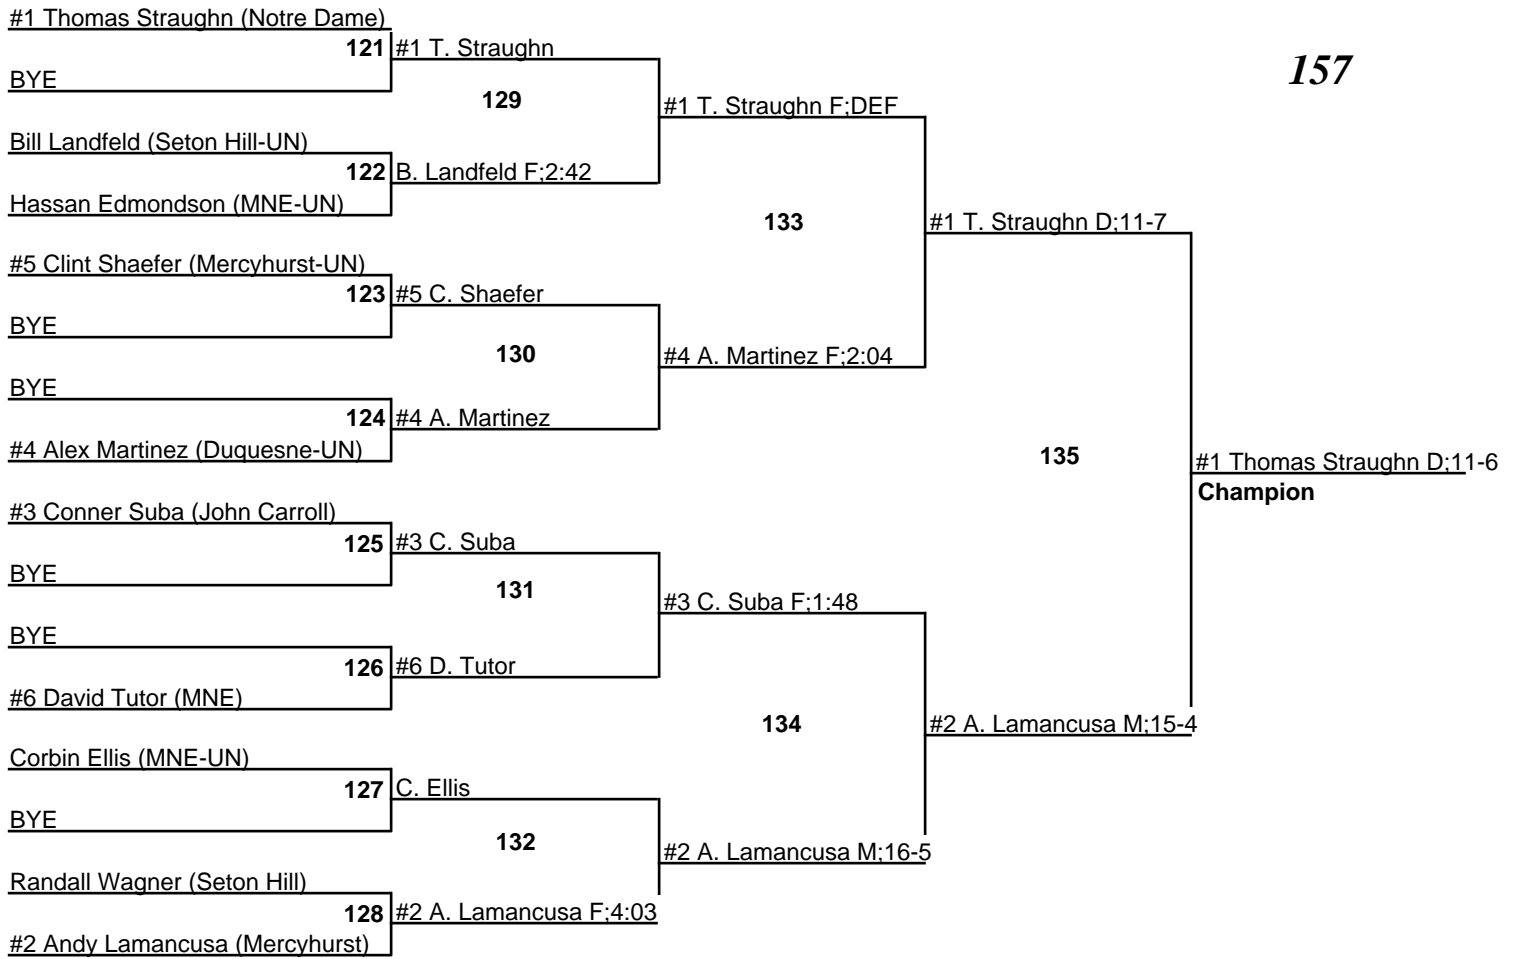 #1 Thomas Straughn (Notre Dame)
121 #1 T. Straughn
157
BYE
129
#1 T. Straughn F;DEF
Bill Landfeld (Seton Hill-UN)
122 B. Landfeld F;2:42
Hassan Edmondson (MNE-UN)
133
#1 T. Straughn D;11-7
#5 Clint Shaefer (Mercyhurst-UN)
123 #5 C. Shaefer
BYE
130
#4 A. Martinez F;2:04
BYE
124 #4 A. Martinez
#4 Alex Martinez (Duquesne-UN)
135
#1 Thomas Straughn D;11-6
Champion
#3 Conner Suba (John Carroll)
125 #3 C. Suba
BYE
131
#3 C. Suba F;1:48
BYE
126 #6 D. Tutor
#6 David Tutor (MNE)
134
#2 A. Lamancusa M;15-4
Corbin Ellis (MNE-UN)
127 C. Ellis
BYE
132
#2 A. Lamancusa M;16-5
Randall Wagner (Seton Hill)
128 #2 A. Lamancusa F;4:03
#2 Andy Lamancusa (Mercyhurst)